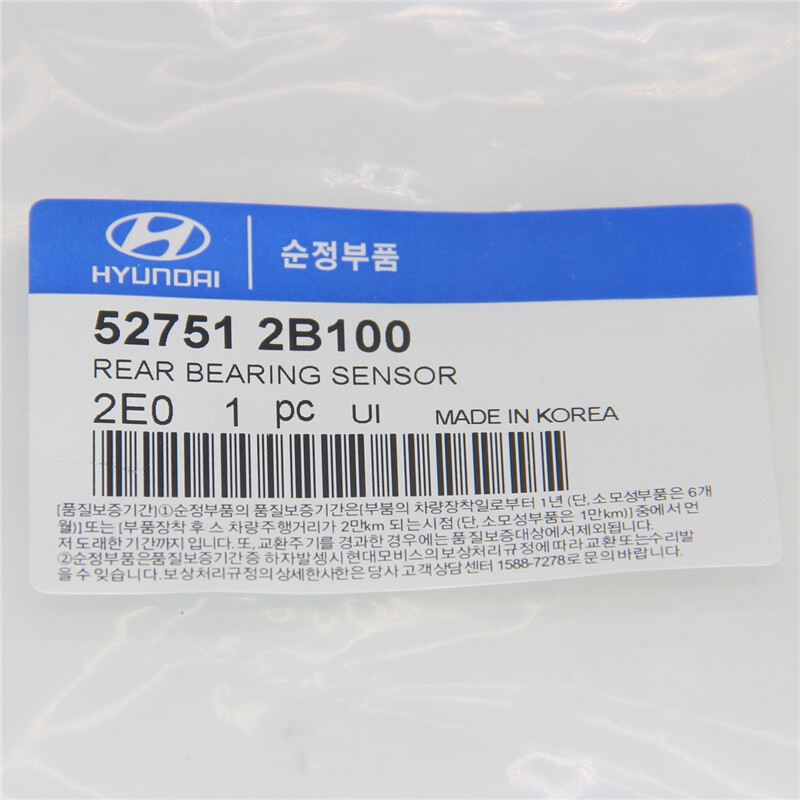 HYUNDAI 순정부품
52751 2B100
REAR BEARING SENSOR
2E0 1 pc UI MADE IN KOREA
[품질보증기간]①순정부품의 품질보증기간은[부붐의 차량장착일로부터 1년 (단, 소모성부품은 6개
월)]또는 [부품장착 후 스 차량주행거리가 2만km 되는시점 (단, 소모성부품은 1만km)] 중에서 먼
저 도래한 기간까지 입니다. 또, 교환주기를 경과한 경우에는 품질보증대상에서제외됩니다.
②순정부품은품질보증기간중 하자발셍시 현대모비스의보상처리규정에 따라 교환 또는수리발
을수 잊습니다. 보상처리규정의 상세한사한은 당사 고객상담 센터 1588-7278로 문의 바랍니다.